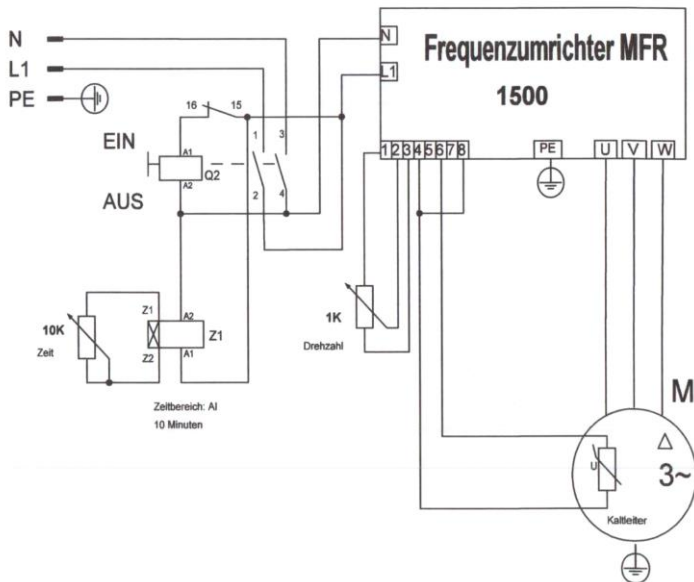 N
L1
PE
EIN
AUS
16
15
A1
A2
Q2
1
3
2
4
10K
Zeit
Z1
Z2
A2
A1
Z1
Zeitbereich: AI
10 Minuten
N
L1
Frequenzumrichter MFR
1500
1 2 3 4 5 6 7 8
PE
U V W
1K
Drehzahl
M
U
3~
Kaltleiter